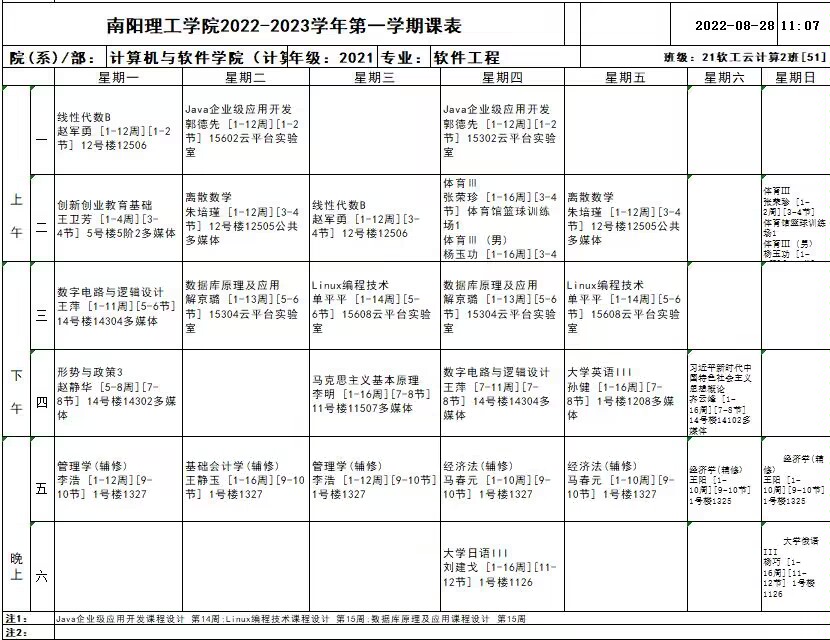 南阳理工学院2022-2023学年第一学期课表
2022-08-28 11:07
院(系)/部： 计算机与软件学院（计算 年级：2021 专业： 软件工程 班级：21软工云计算2班[51]
星期一 星期二 星期三 星期四 星期五 星期六 星期日
上
午
一
线性代数B
赵军勇 [1-12周][1-2
节] 12号楼12506
Java企业级应用开发
郭德先 [1-12周][1-2
节] 15602云平台实验
室
Java企业级应用开发
郭德先 [1-12周][1-2
节] 15302云平台实验
室
二
创新创业教育基础
王卫芳 [1-4周][3-
4节] 5号楼5阶2多媒体
离散数学
朱培瑾 [1-12周][3-4
节] 12号楼12505公共
多媒体
线性代数B
赵军勇 [1-12周][3-
4节] 12号楼12506
体育Ⅲ
张荣珍 [1-16周][3-4
节] 体育馆篮球训练
场1
体育Ⅲ (男)
杨玉功 [1-16周][3-4
离散数学
朱培瑾 [1-12周][3-4
节] 12号楼12505公共
多媒体
体育Ⅲ
张荣珍 [1-
2周][3-4节]
体育馆篮球训练
场1
体育Ⅲ (男)
杨玉功 [1-
下
午
三
数字电路与逻辑设计
王萍 [1-11周][5-6节]
14号楼14304多媒体
数据库原理及应用
解京璐 [1-13周][5-6
节] 15304云平台实验
室
Linux编程技术
单平平 [1-14周][5-
6节] 15608云平台实验
室
数据库原理及应用
解京璐 [1-13周][5-6
节] 15304云平台实验
室
Linux编程技术
单平平 [1-14周][5-6
节] 15608云平台实验
室
四
形势与政策3
赵静华 [5-8周][7-
8节] 14号楼14302多媒
体
马克思主义基本原理
李明 [1-16周][7-8节]
11号楼11507多媒体
数字电路与逻辑设计
王萍 [7-11周][7-
8节] 14号楼14304多媒
体
大学英语III
孙健 [1-16周][7-
8节] 1号楼1208多媒
体
习近平新时代中
国特色社会主义
思想概论
齐云峰 [1-
16周][7-8节]
14号楼14102多
媒体
五
管理学(辅修)
李浩 [1-12周][9-
10节] 1号楼1327
基础会计学(辅修)
王静玉 [1-16周][9-10
节] 1号楼1327
管理学(辅修)
李浩 [1-12周][9-10节]
1号楼1327
经济法(辅修)
马春元 [1-10周][9-
10节] 1号楼1327
经济法(辅修)
马春元 [1-10周][9-
10节] 1号楼1327
经济学(辅修)
王阳 [1-
10周][9-10节]
1号楼1325
经济学(辅
修)
王阳 [1-
10周][9-10节]
1号楼1325
晚
上
六
大学日语III
刘建戈 [1-16周][11-
12节] 1号楼1126
大学俄语
III
杨巧 [1-
16周][11-
12节] 1号楼
1126
注1： Java企业级应用开发课程设计 第14周;Linux编程技术课程设计 第15周;数据库原理及应用课程设计 第15周
注2：